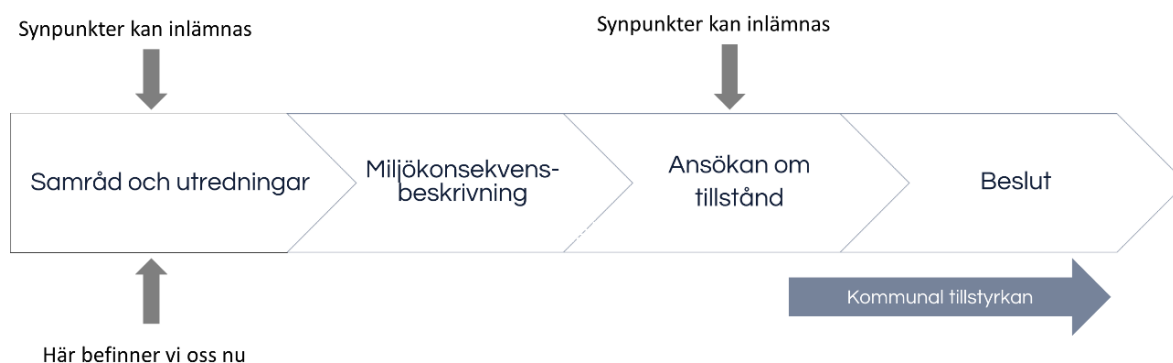 Synpunkter kan inlämnas
Synpunkter kan inlämnas
Samråd och utredningar
Miljökonsekvens-
beskrivning
Ansökan om
tillstånd
Beslut
Kommunal tillstyrkan
Här befinner vi oss nu